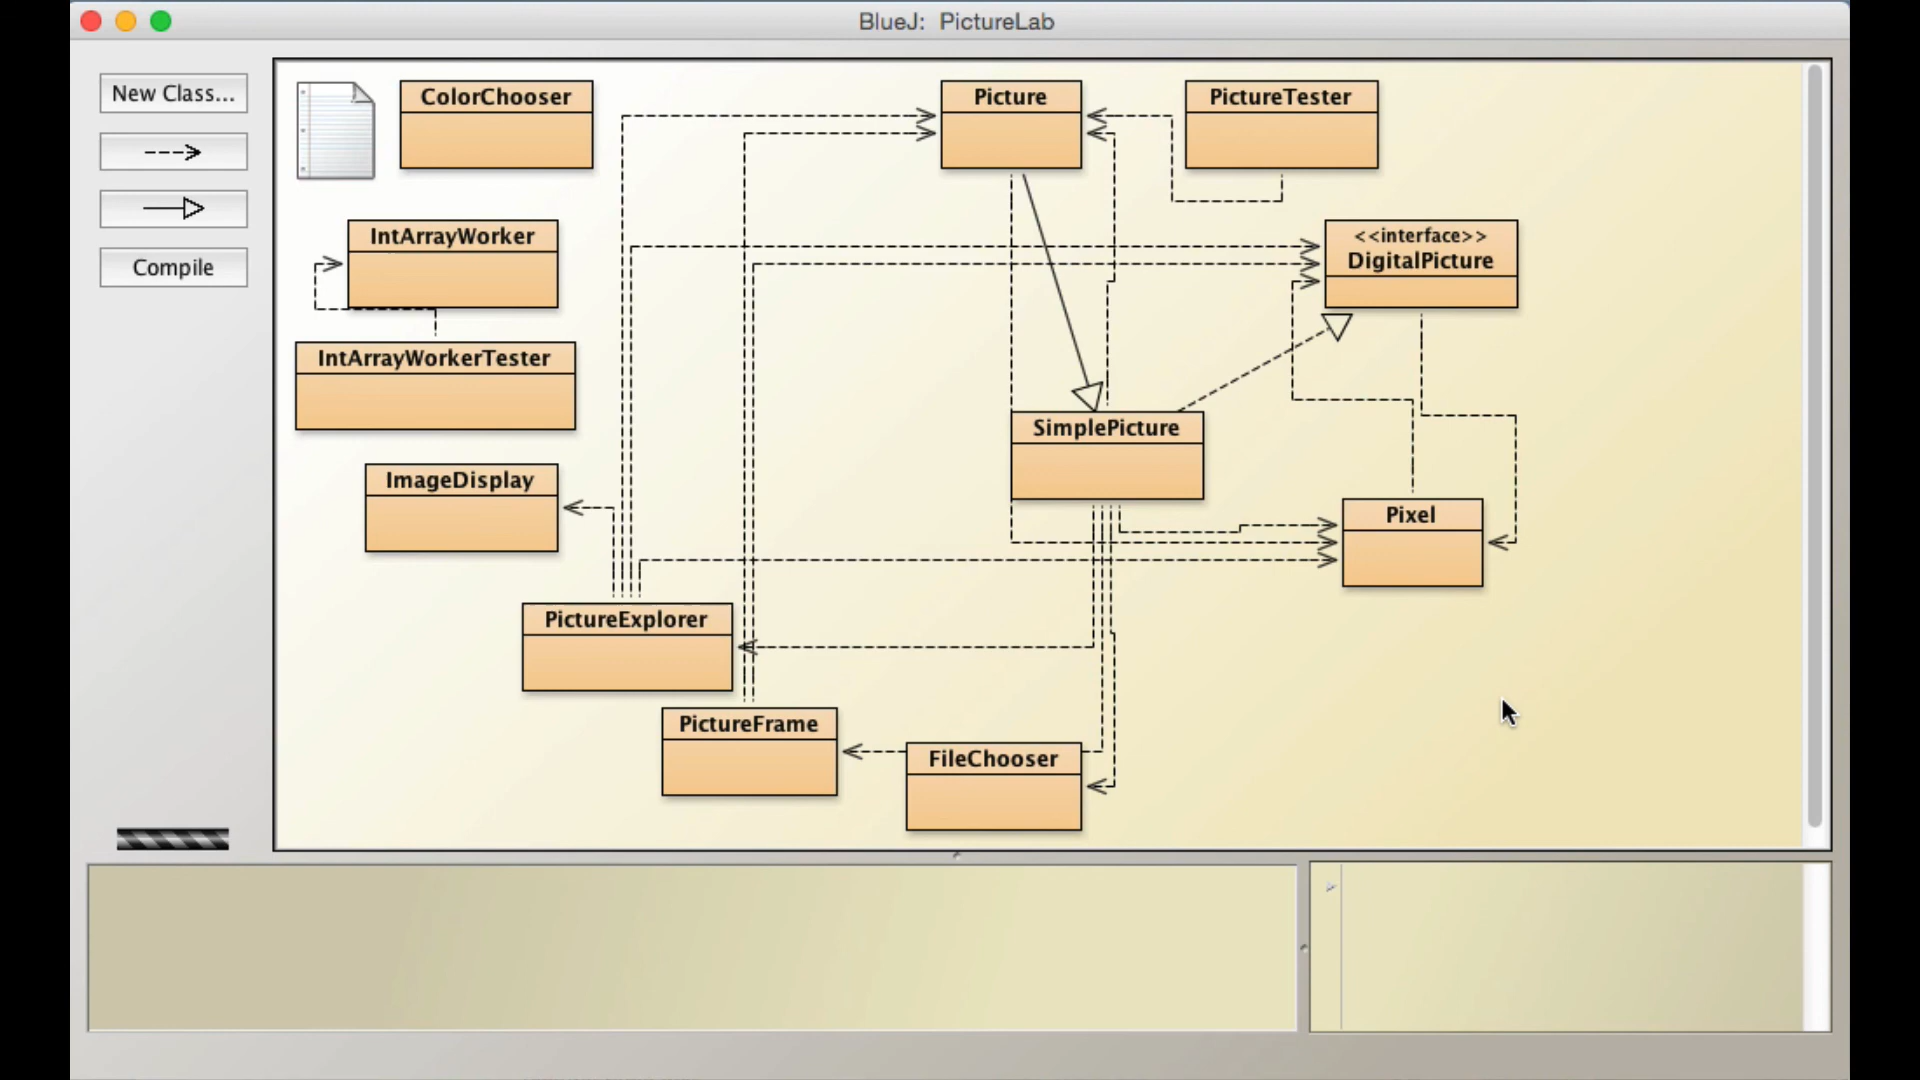 BlueJ: PictureLab
New Class...
Compile
ColorChooser
Picture
PictureTester
IntArrayWorker
<<interface>>
DigitalPicture
IntArrayWorkerTester
SimplePicture
ImageDisplay
Pixel
PictureExplorer
PictureFrame
FileChooser